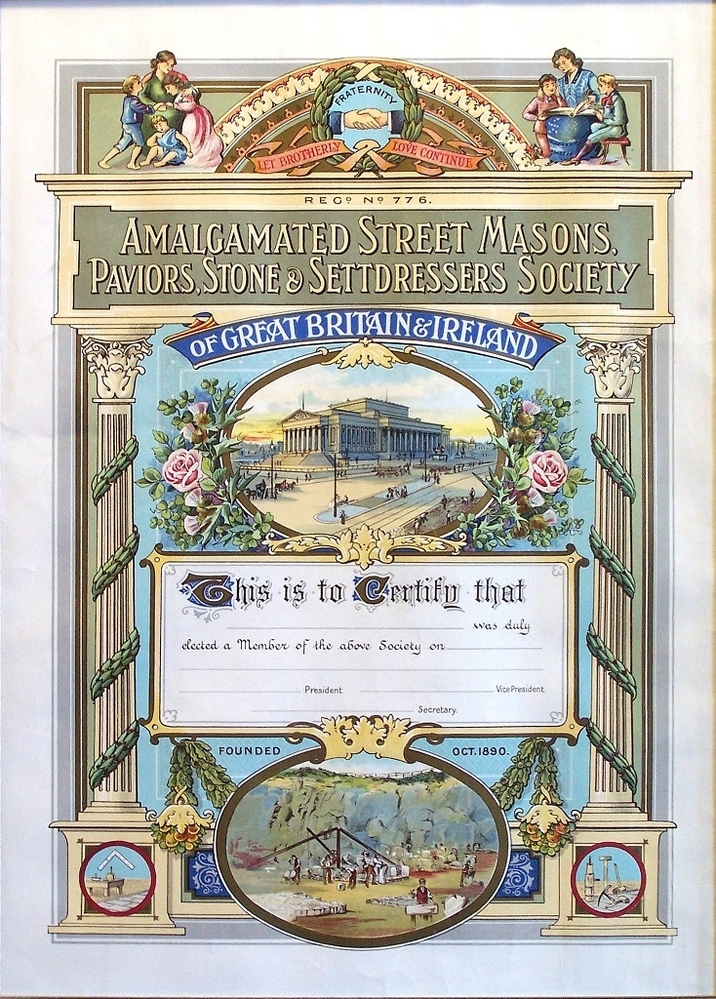 FRATERNITY
LET BROTHERLY LOVE CONTINUE
REGD No 776.
AMALGAMATED STREET MASONS,
PAVIORS, STONE & SETTDRESSERS SOCIETY
OF GREAT BRITAIN & IRELAND
This is to Certify that
was duly
elected a Member of the above Society on
President Vice President
Secretary.
FOUNDED OCT. 1890.